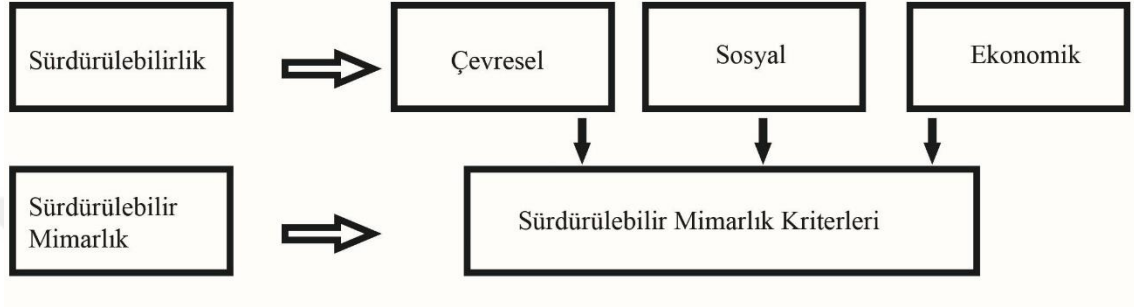 Sürdürülebilirlik
Çevresel
Sosyal
Ekonomik
Sürdürülebilir
Mimarlık
Sürdürülebilir Mimarlık Kriterleri